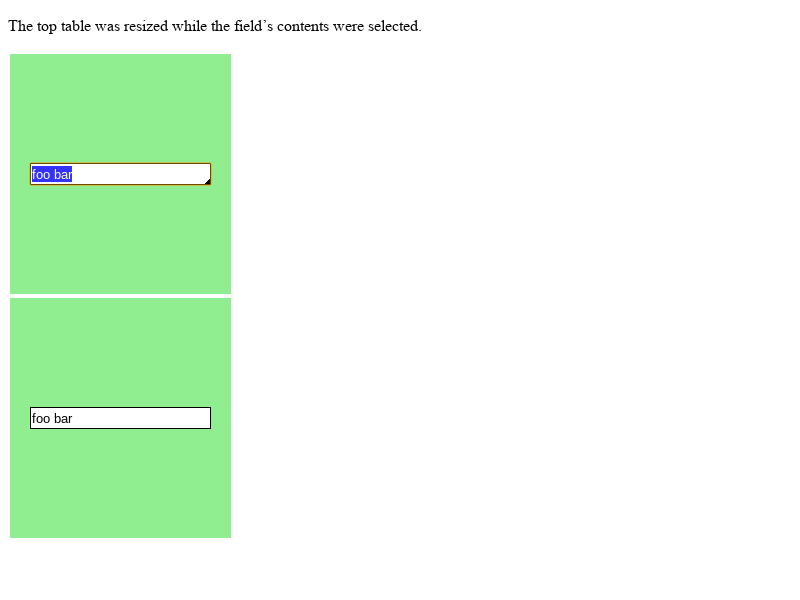 The top table was resized while the field’s contents were selected.
foo bar
foo bar